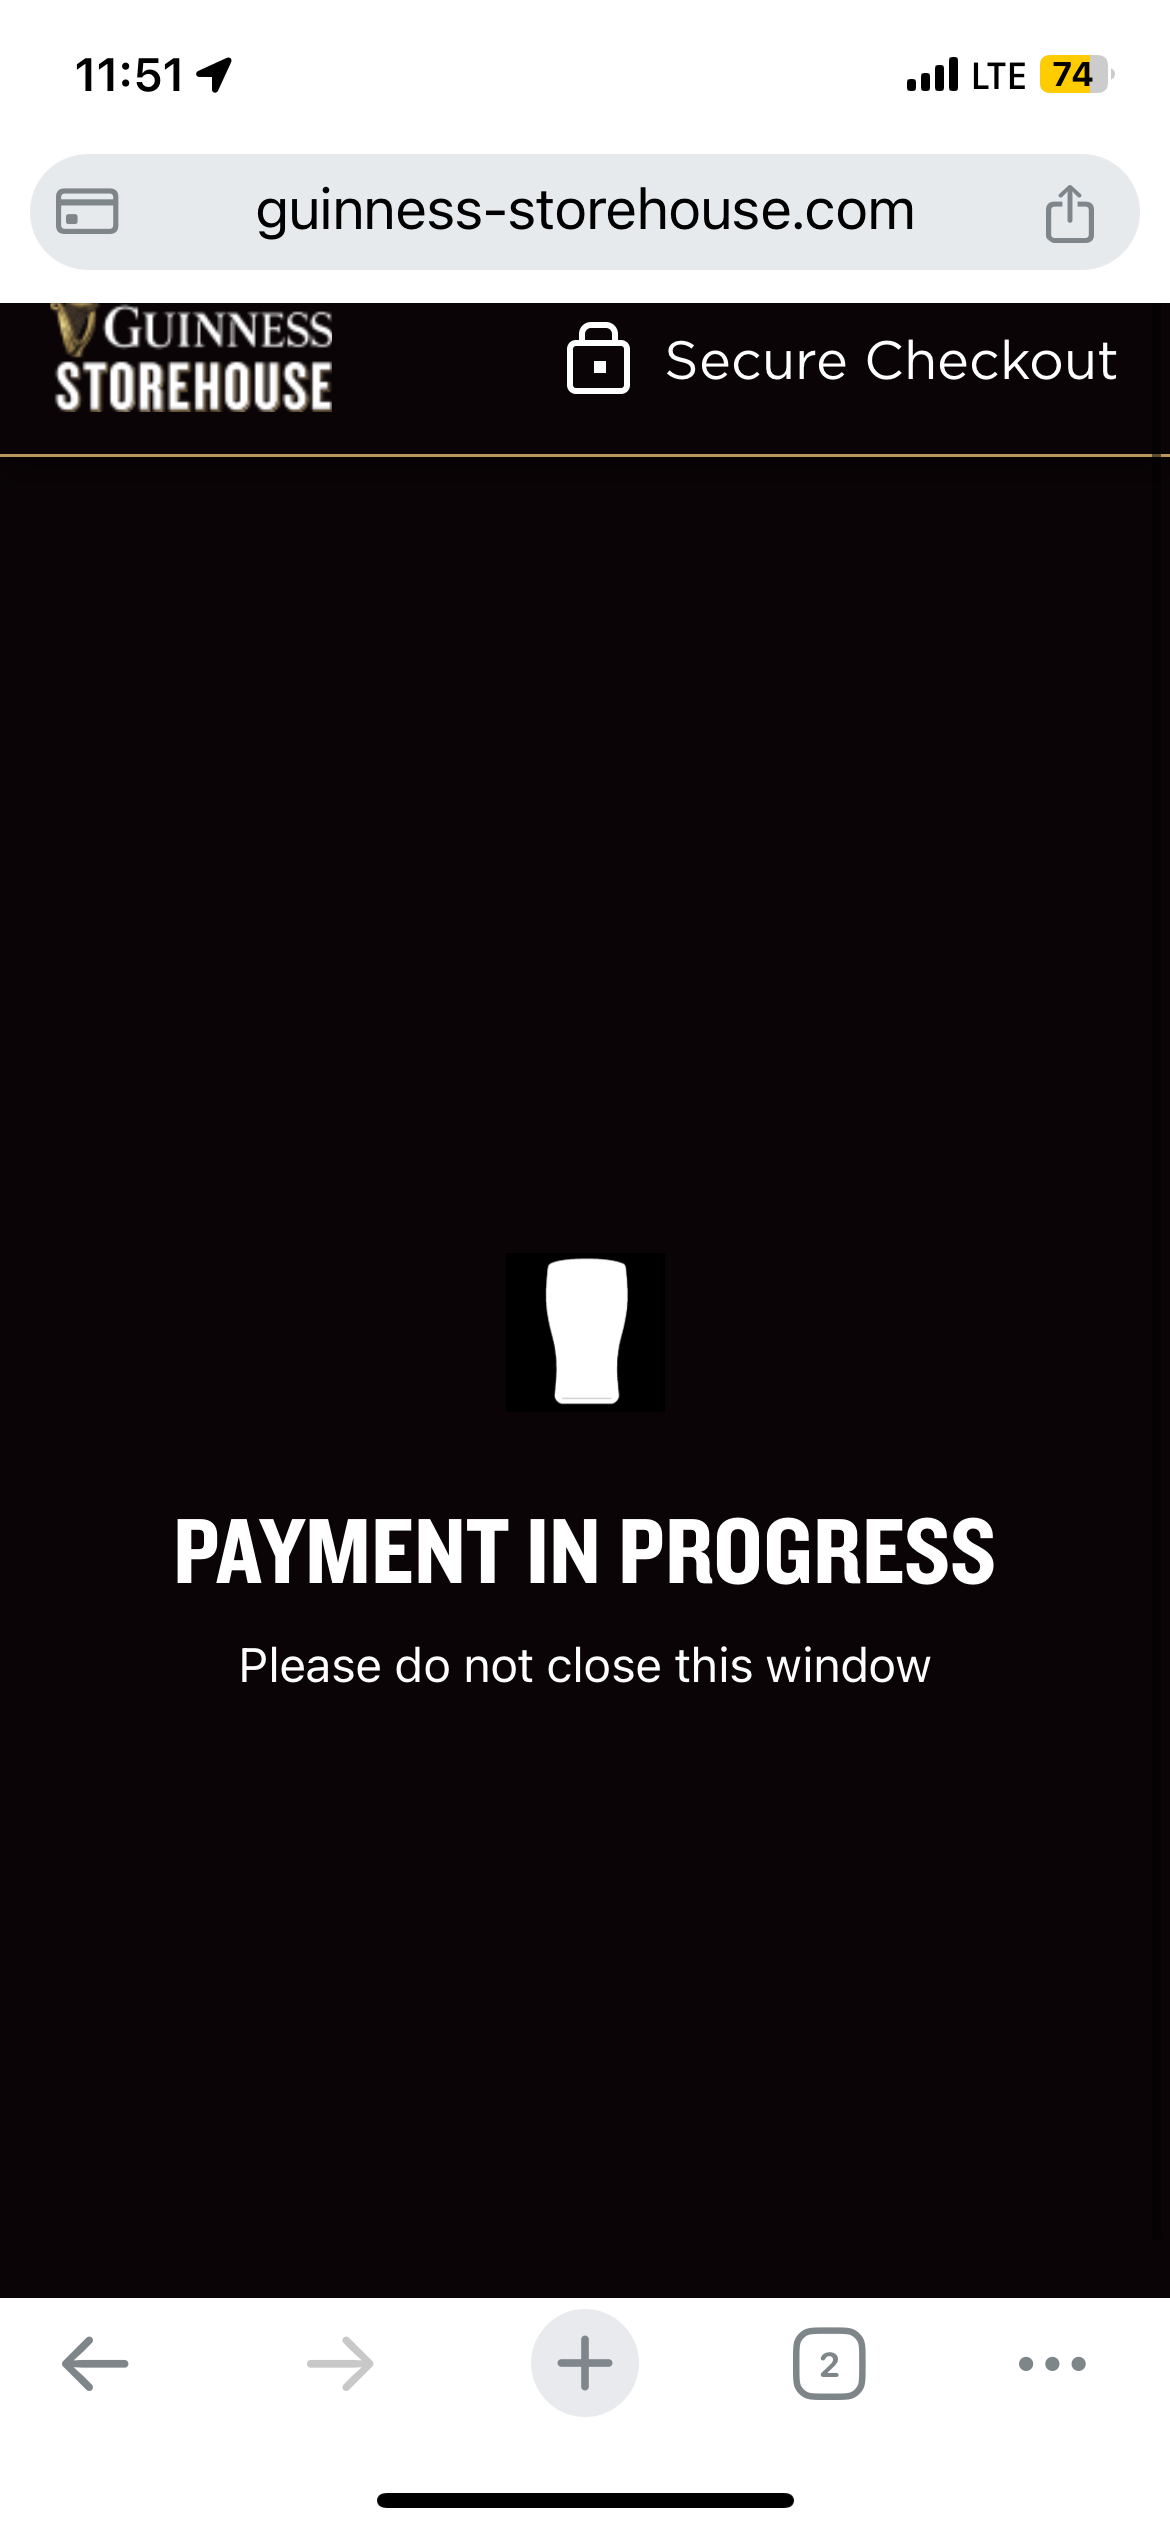 11:51 LTE 74
guinness-storehouse.com
GUINNESS
STOREHOUSE
Secure Checkout
PAYMENT IN PROGRESS
Please do not close this window
2